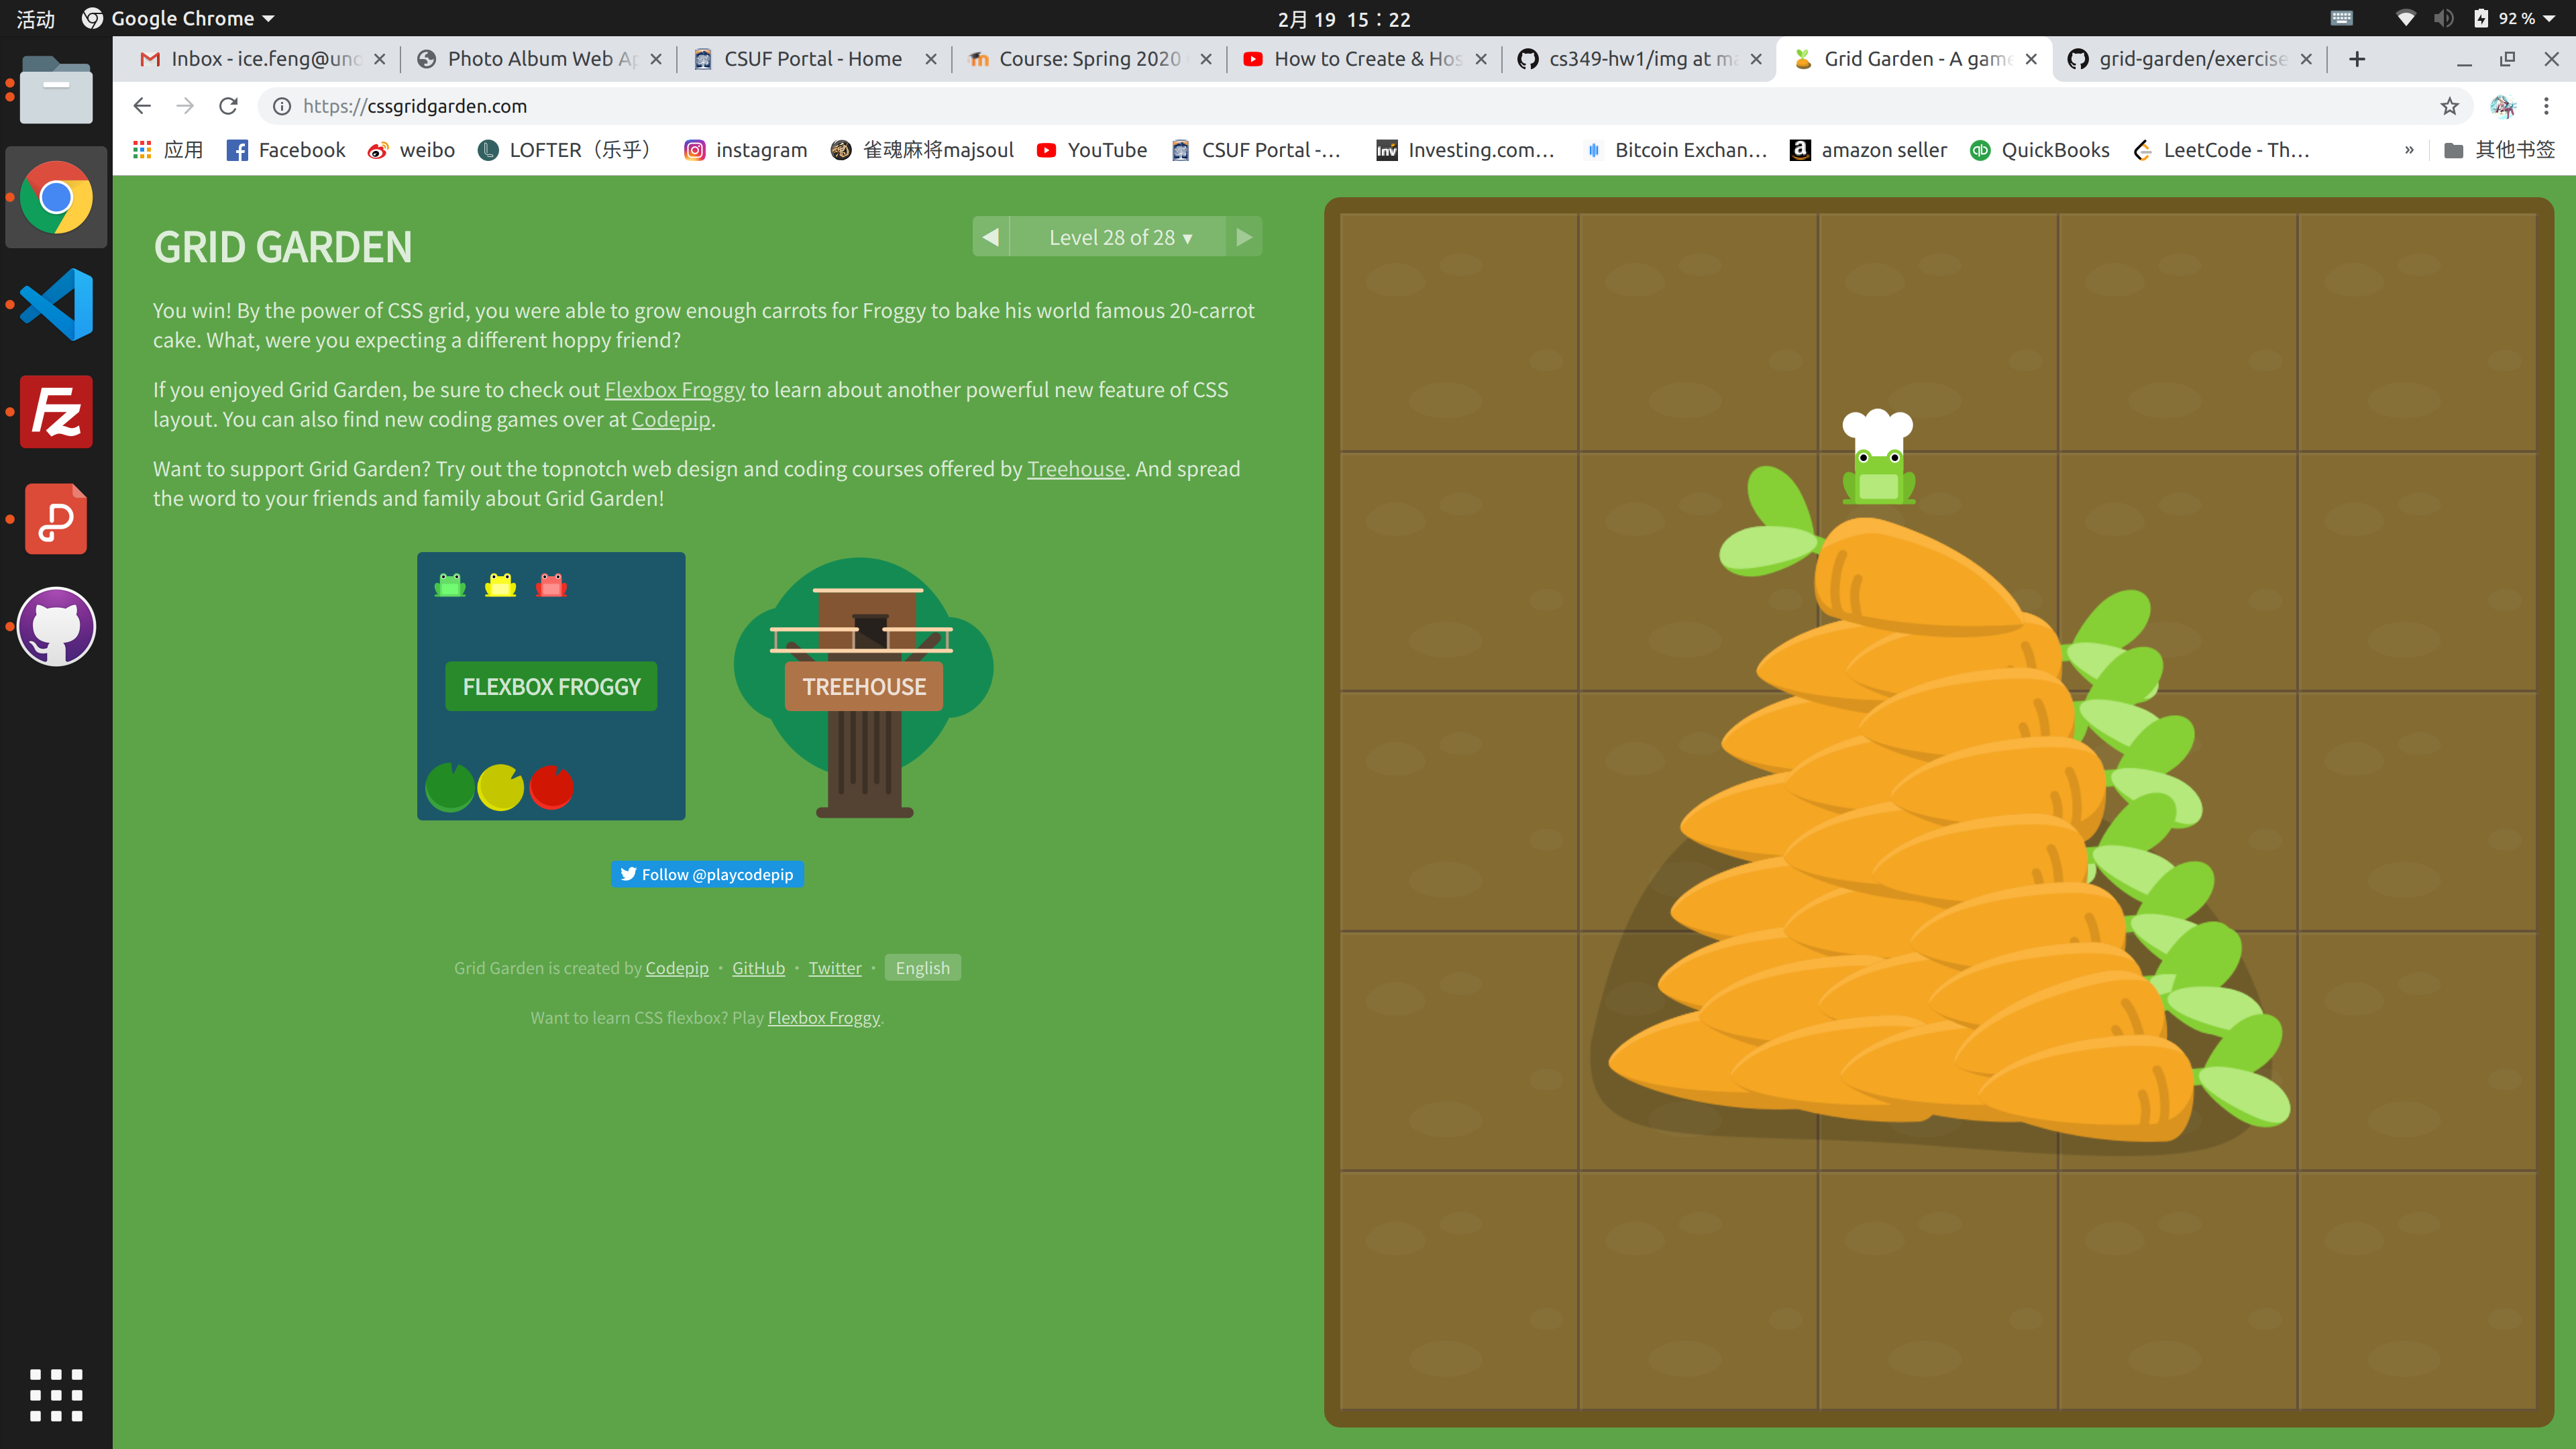 活动 Google Chrome 2月 19 15：22 92 %
Inbox - ice.feng@uno Photo Album Web Ap CSUF Portal - Home Course: Spring 2020 How to Create & Hos cs349-hw1/img at ma Grid Garden - A game grid-garden/exercise
https://cssgridgarden.com
应用 Facebook weibo LOFTER（乐乎） instagram 雀魂麻将majsoul YouTube CSUF Portal -... Investing.com... Bitcoin Exchan... amazon seller QuickBooks LeetCode - Th... » 其他书签
GRID GARDEN
Level 28 of 28 ▾
You win! By the power of CSS grid, you were able to grow enough carrots for Froggy to bake his world famous 20-carrot
cake. What, were you expecting a different hoppy friend?
If you enjoyed Grid Garden, be sure to check out Flexbox Froggy to learn about another powerful new feature of CSS
layout. You can also find new coding games over at Codepip.
Want to support Grid Garden? Try out the topnotch web design and coding courses offered by Treehouse. And spread
the word to your friends and family about Grid Garden!
FLEXBOX FROGGY
TREEHOUSE
Follow @playcodepip
Grid Garden is created by Codepip • GitHub • Twitter • English
Want to learn CSS flexbox? Play Flexbox Froggy.